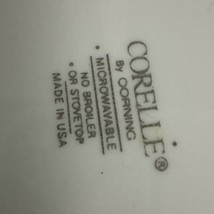 CORELLE®
BY CORNING
• MICROWAVABLE
NO BROILER
• OR STOVETOP
MADE IN USA